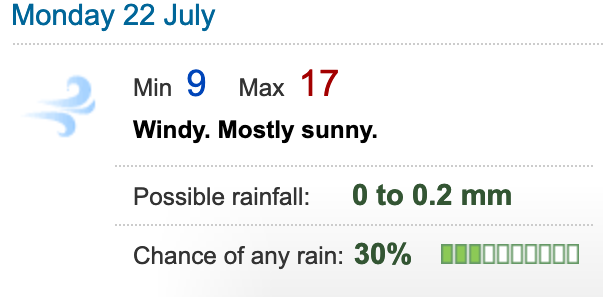 Monday 22 July
Min 9 Max 17
Windy. Mostly sunny.
Possible rainfall: 0 to 0.2 mm
Chance of any rain: 30%